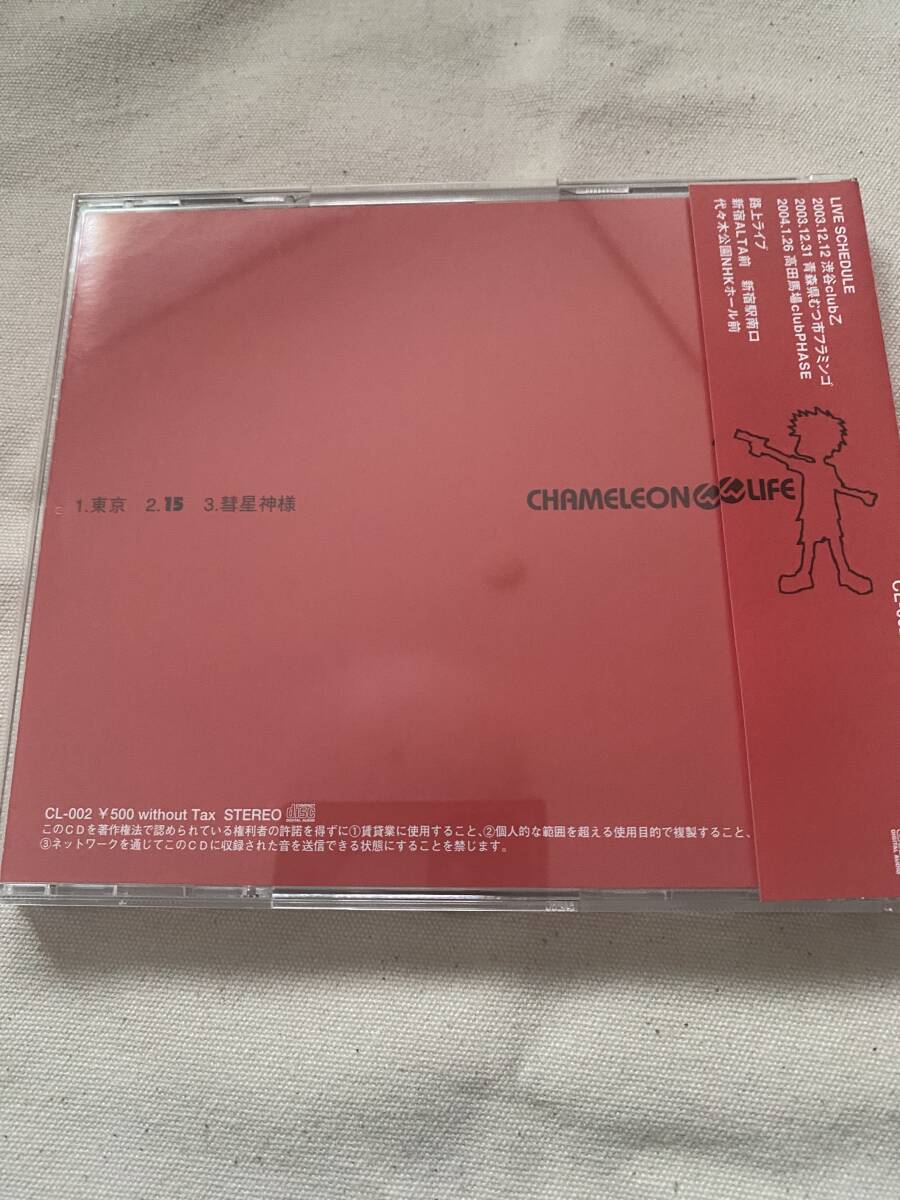 LIVE SCHEDULE
2003.12.12 渋谷club乙
2003.12.31 青森県むつ市フラミンゴ
2004.1.26 高田馬場clubPHASE
路上ライブ
新宿ALTA前 新宿駅南口
代々木公園NHKホール前
1.東京 2.15 3.彗星神様
CHAMELEON LIFE
CL-002 ¥500 without Tax STEREO disc DIGITAL AUDIO
このCDを著作権法で認められている権利者の許諾を得ずに①賃貸業に使用すること、②個人的な範囲を超える使用目的で複製すること、
③ネットワークを通じてこのCDに収録された音を送信できる状態にすることを禁じます。